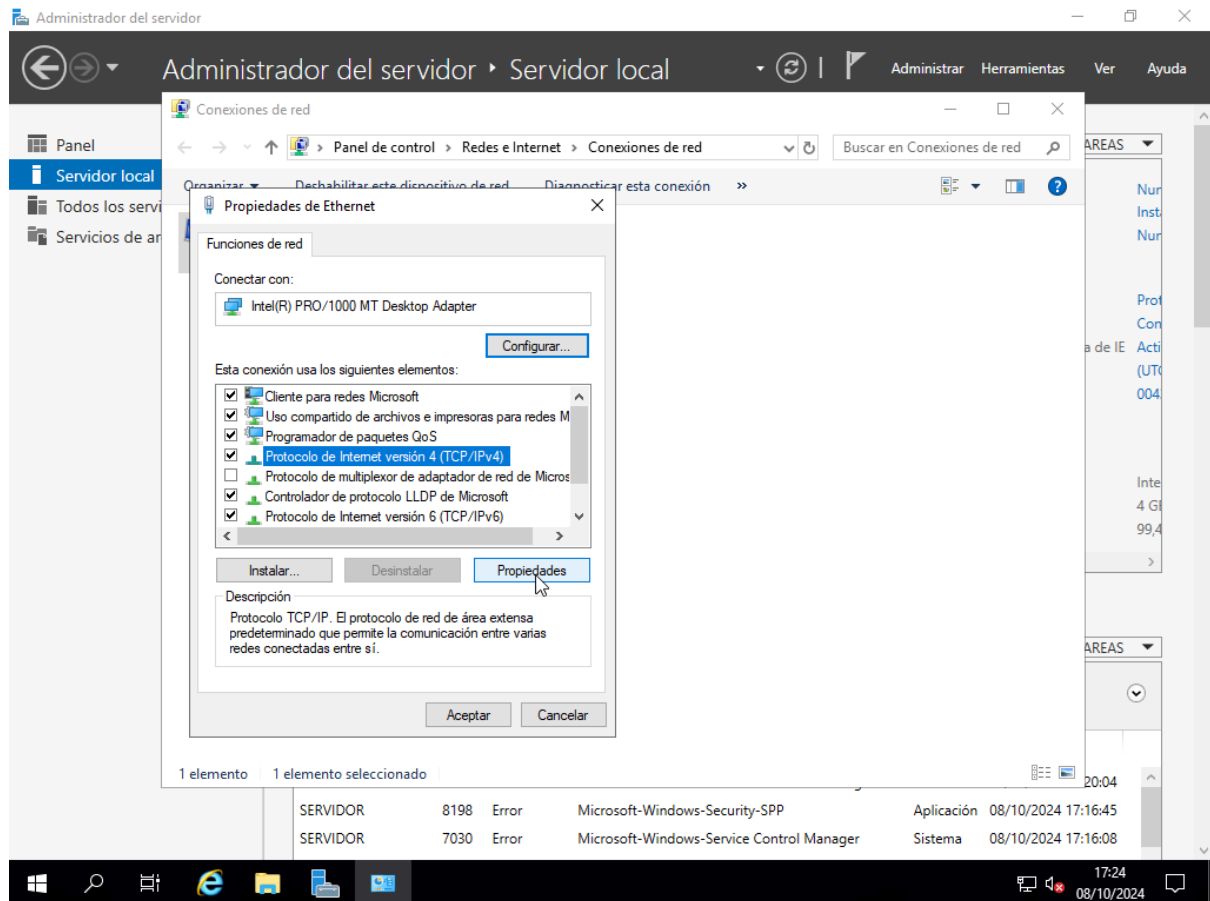 Administrador del servidor
Administrador del servidor ‣ Servidor local
Administrar Herramientas Ver Ayuda
Conexiones de red
Panel de control > Redes e Internet > Conexiones de red
Buscar en Conexiones de red
Panel
Servidor local
Todos los servi
Servicios de ar
AREAS
Organizar
Deshabilitar este dispositivo de red
Diagnosticar esta conexión
»
Propiedades de Ethernet
Funciones de red
Conectar con:
Intel(R) PRO/1000 MT Desktop Adapter
Configurar...
Esta conexión usa los siguientes elementos:
Cliente para redes Microsoft
Uso compartido de archivos e impresoras para redes M
Programador de paquetes QoS
Protocolo de Internet versión 4 (TCP/IPv4)
Protocolo de multiplexor de adaptador de red de Micros
Controlador de protocolo LLDP de Microsoft
Protocolo de Internet versión 6 (TCP/IPv6)
Instalar...
Desinstalar
Propiedades
Descripción
Protocolo TCP/IP. El protocolo de red de área extensa
predeterminado que permite la comunicación entre varias
redes conectadas entre sí.
Aceptar
Cancelar
Nur
Inst
Nur
Prot
Con
a de IE Acti
(UTC
004
Inte
4 GI
99,4
AREAS
1 elemento
1 elemento seleccionado
20:04
SERVIDOR 8198 Error Microsoft-Windows-Security-SPP Aplicación 08/10/2024 17:16:45
SERVIDOR 7030 Error Microsoft-Windows-Service Control Manager Sistema 08/10/2024 17:16:08
17:24
08/10/2024